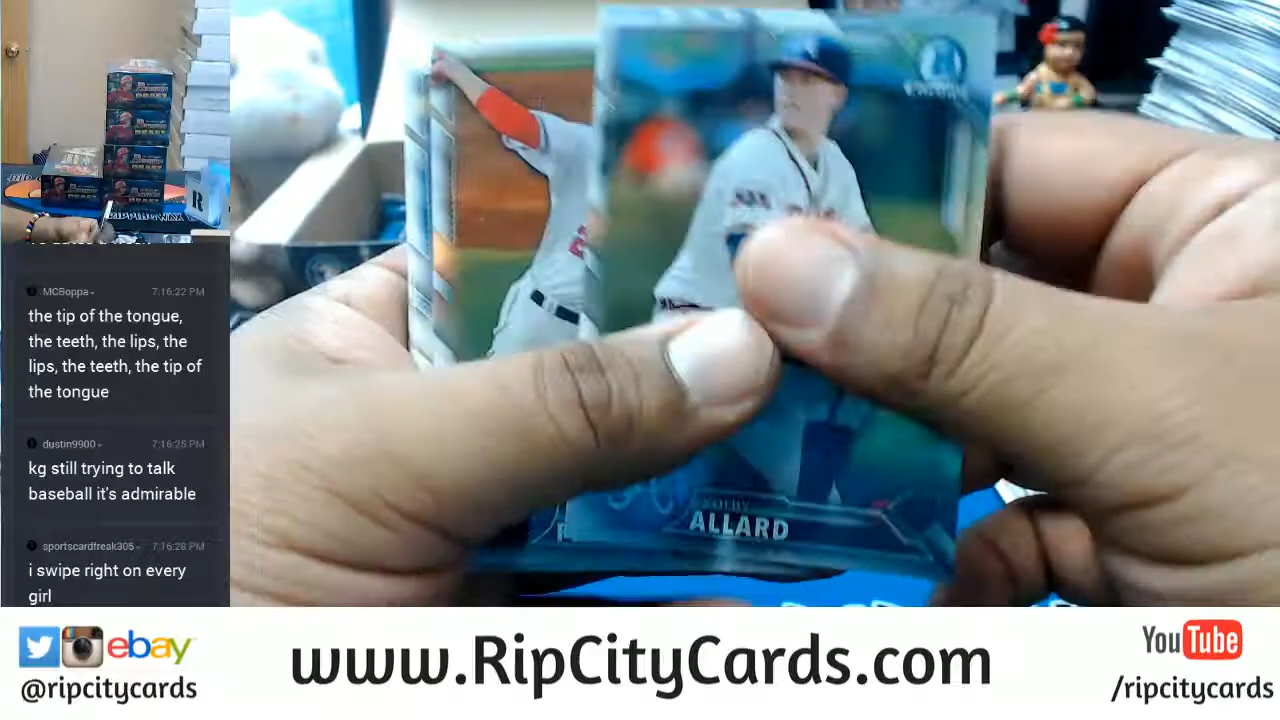 MCBoppa 7:16:22 PM
the tip of the tongue,
the teeth, the lips, the
lips, the teeth, the tip of
the tongue
dustin9900 7:16:25 PM
kg still trying to talk
baseball it's admirable
sportscardfreak305 7:16:28 PM
i swipe right on every
girl
KOLBY
ALLARD
ebay
@ripcitycards
www.RipCityCards.com
YouTube
/ripcitycards